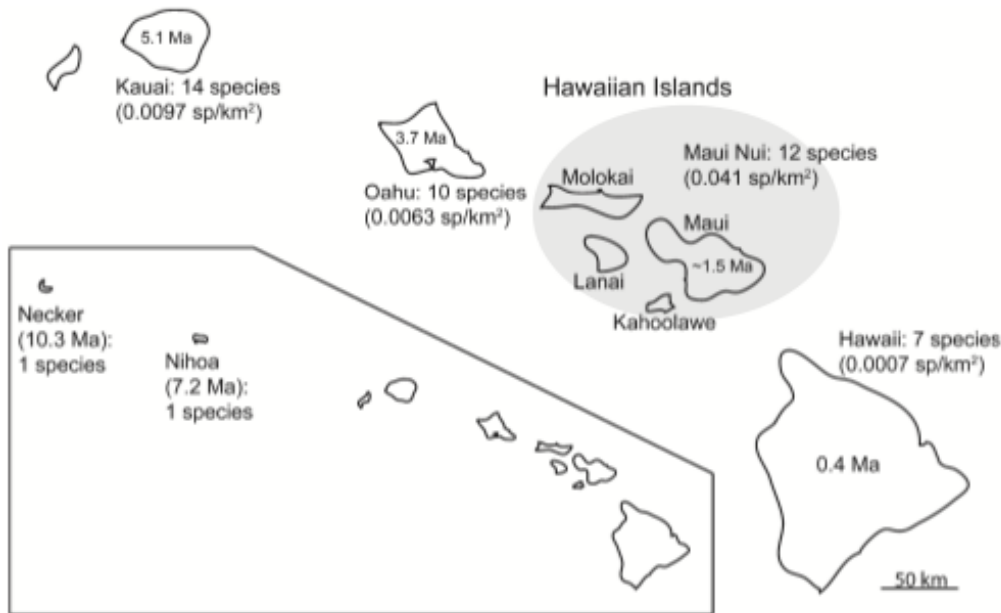 5.1 Ma
Kauai: 14 species
(0.0097 sp/km²)
Hawaiian Islands
3.7 Ma
Oahu: 10 species
(0.0063 sp/km²)
Maui Nui: 12 species
(0.041 sp/km²)
Molokai
Maui
~1.5 Ma
Lanai
Kahoolawe
Necker
(10.3 Ma):
1 species
Nihoa
(7.2 Ma):
1 species
Hawaii: 7 species
(0.0007 sp/km²)
0.4 Ma
50 km